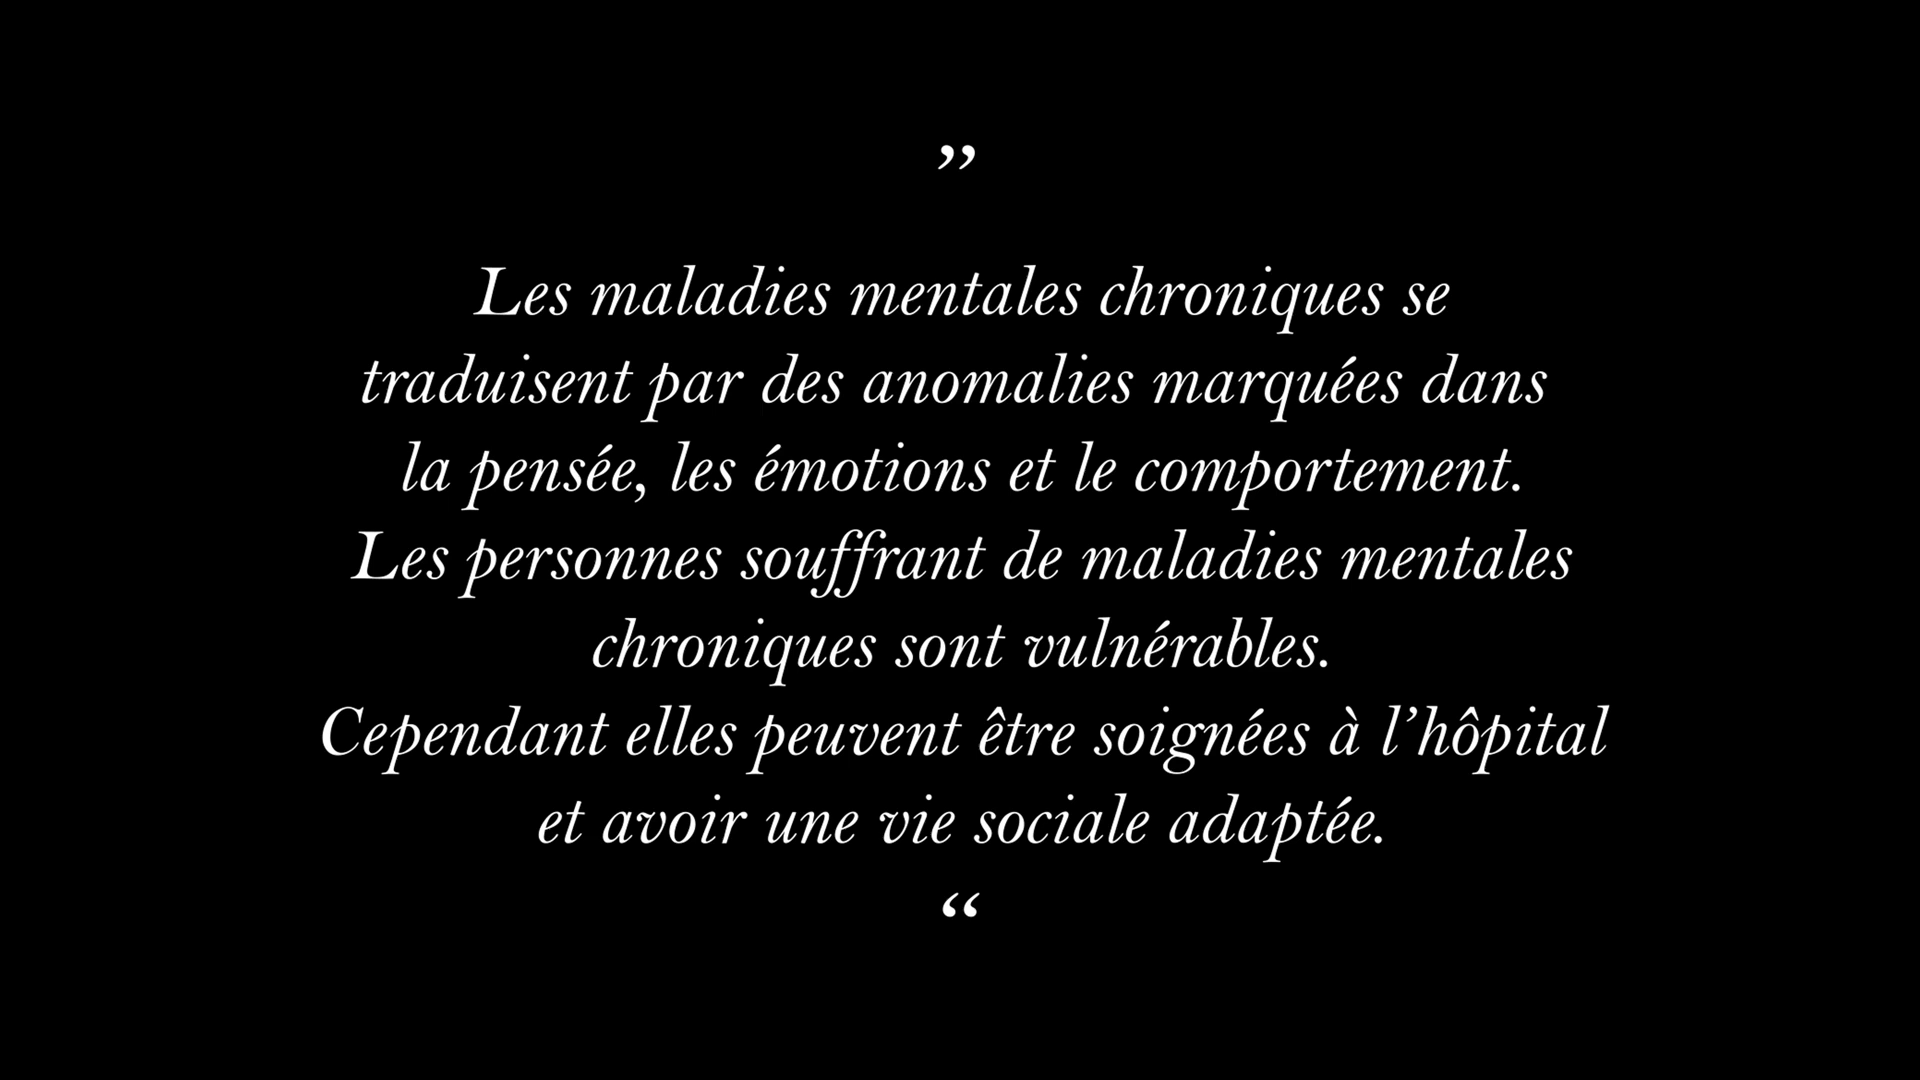 ”
Les maladies mentales chroniques se
traduisent par des anomalies marquées dans
la pensée, les émotions et le comportement.
Les personnes souffrant de maladies mentales
chroniques sont vulnérables.
Cependant elles peuvent être soignées à l’hôpital
et avoir une vie sociale adaptée.
“